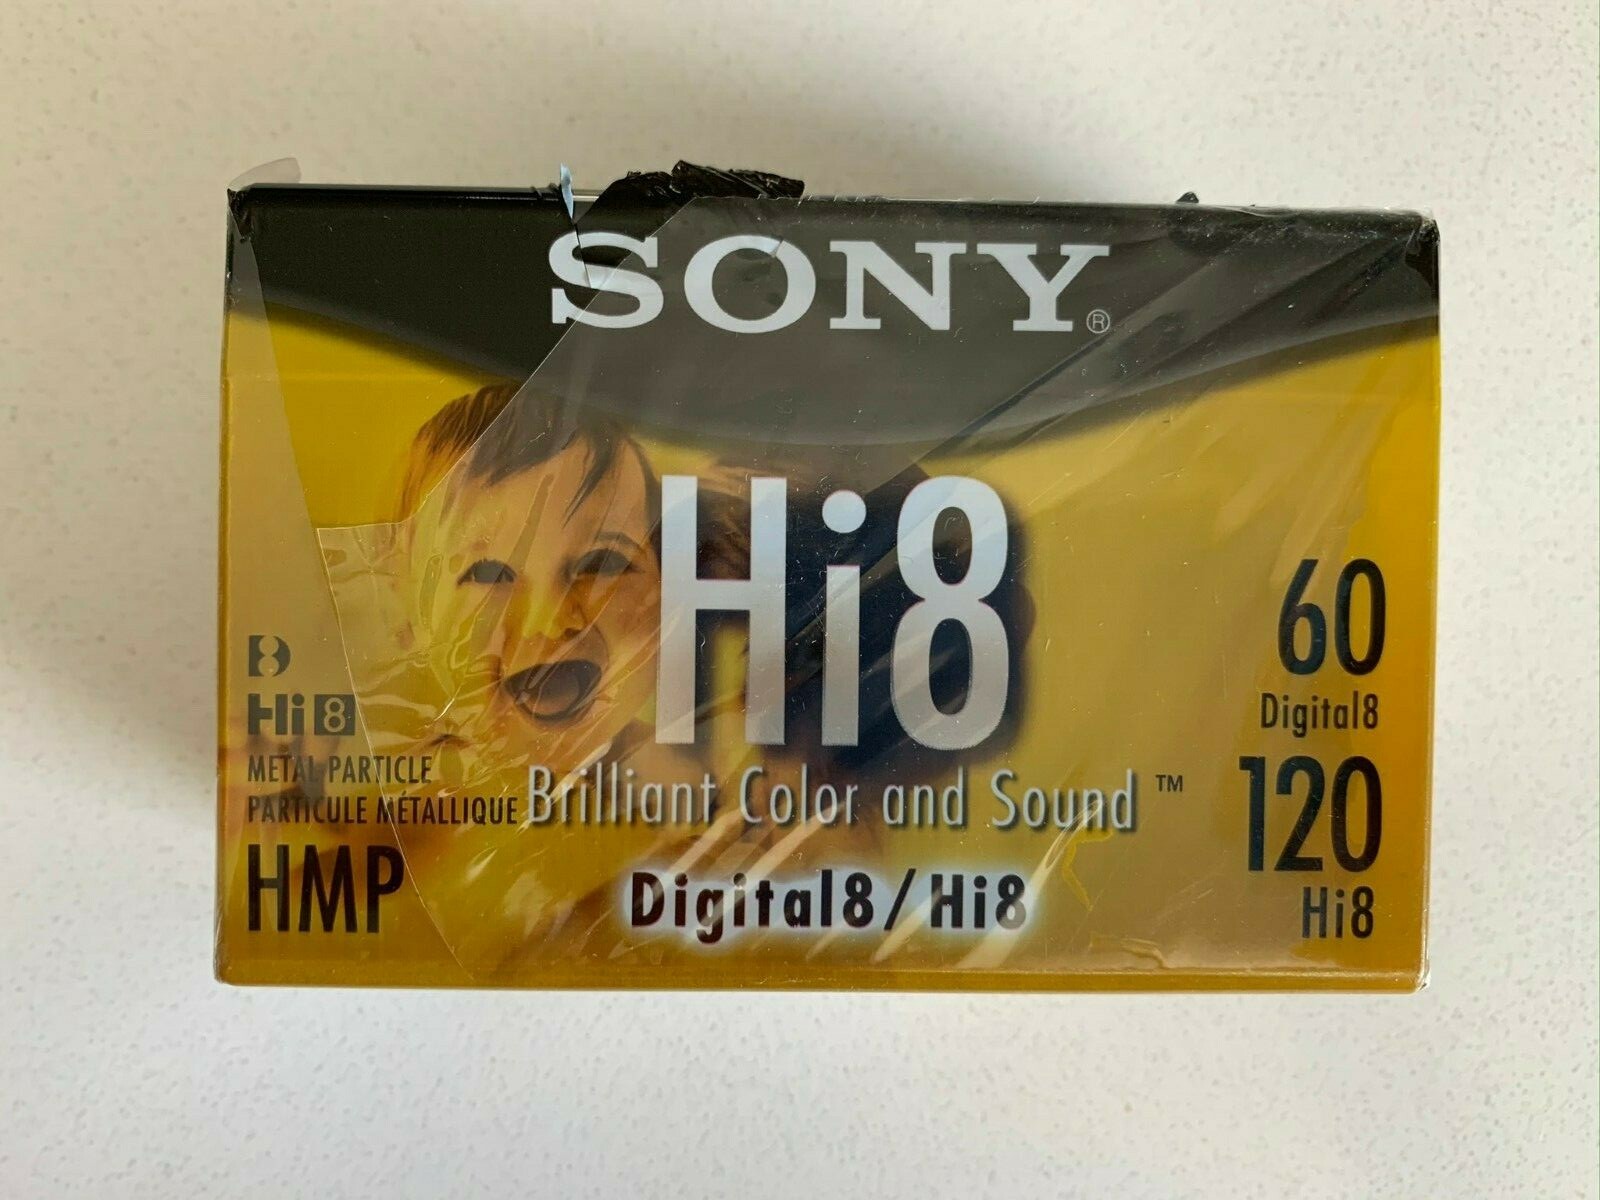 SONY®
Hi8
60
Digital8
8
Hi8
METAL PARTICLE
PARTICULE MÉTALLIQUE
HMP
Brilliant Color and Sound™
Digital8/Hi8
120
Hi8